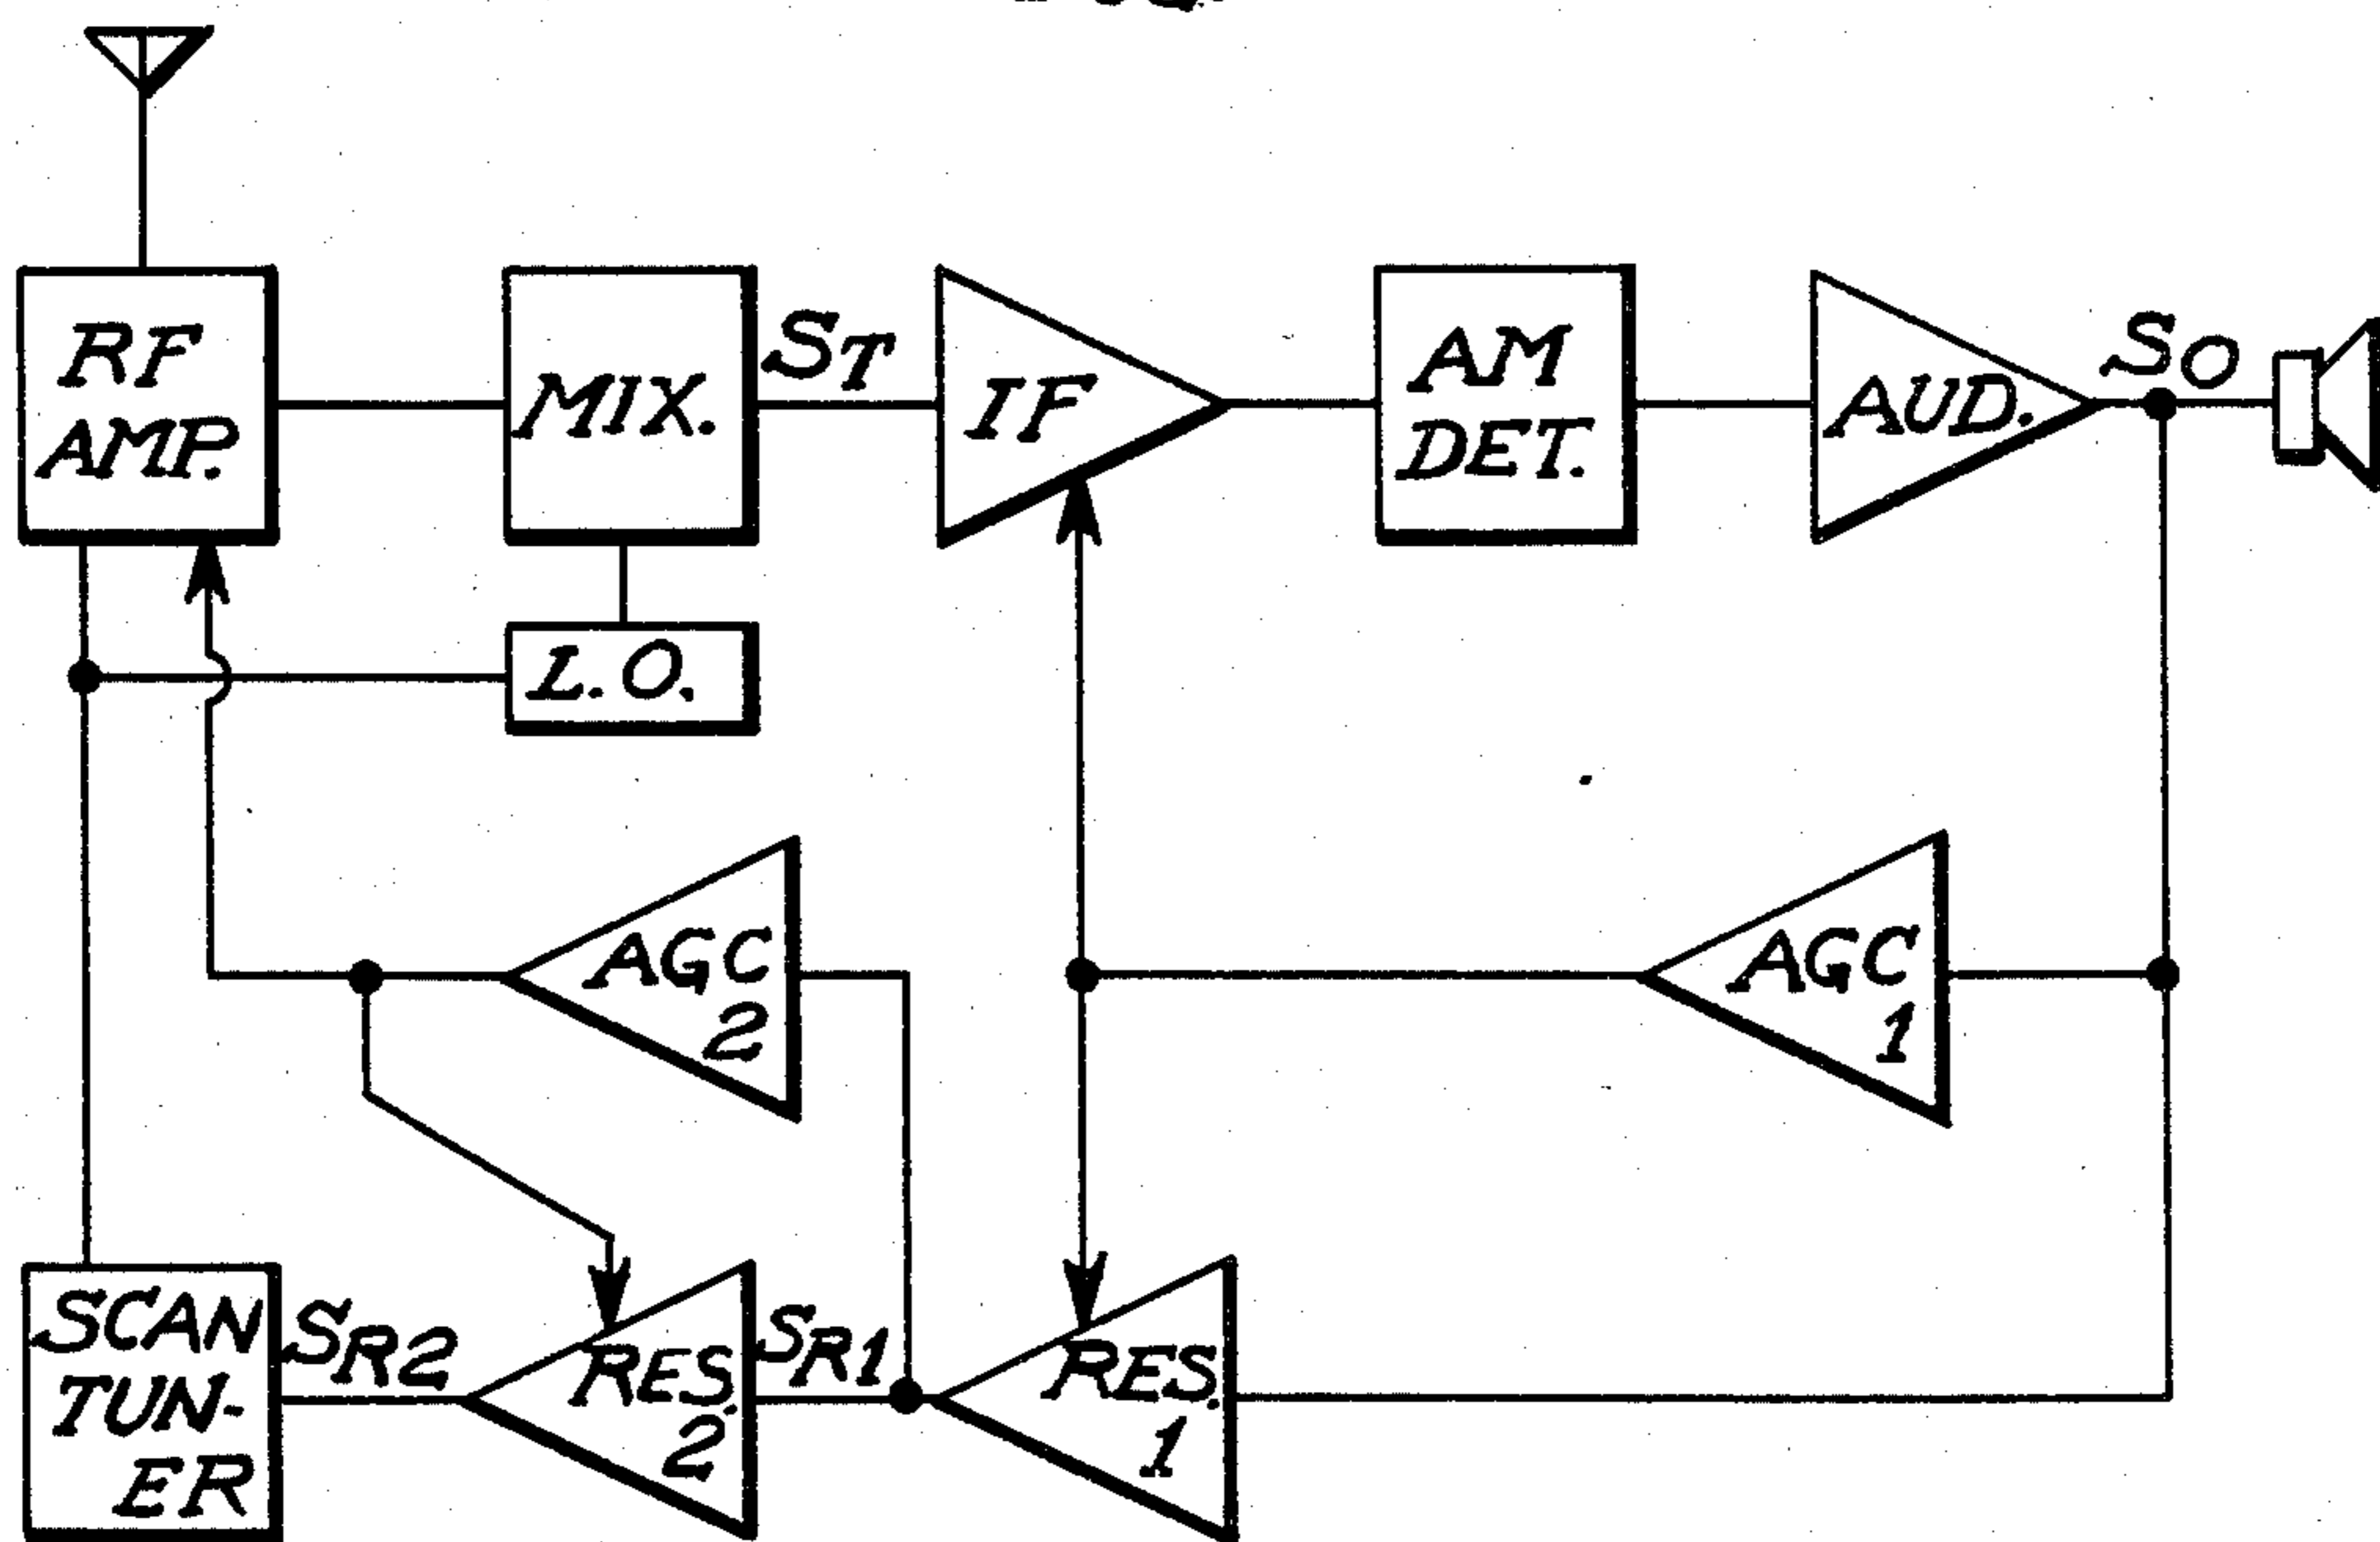 RF
AMP.
MIX.
ST
IF
AM
DET.
AUD.
SO
L.O.
AGC
2
AGC
1
SCAN
TUN-
ER
SR2
RES.
2
SR1
RES.
1